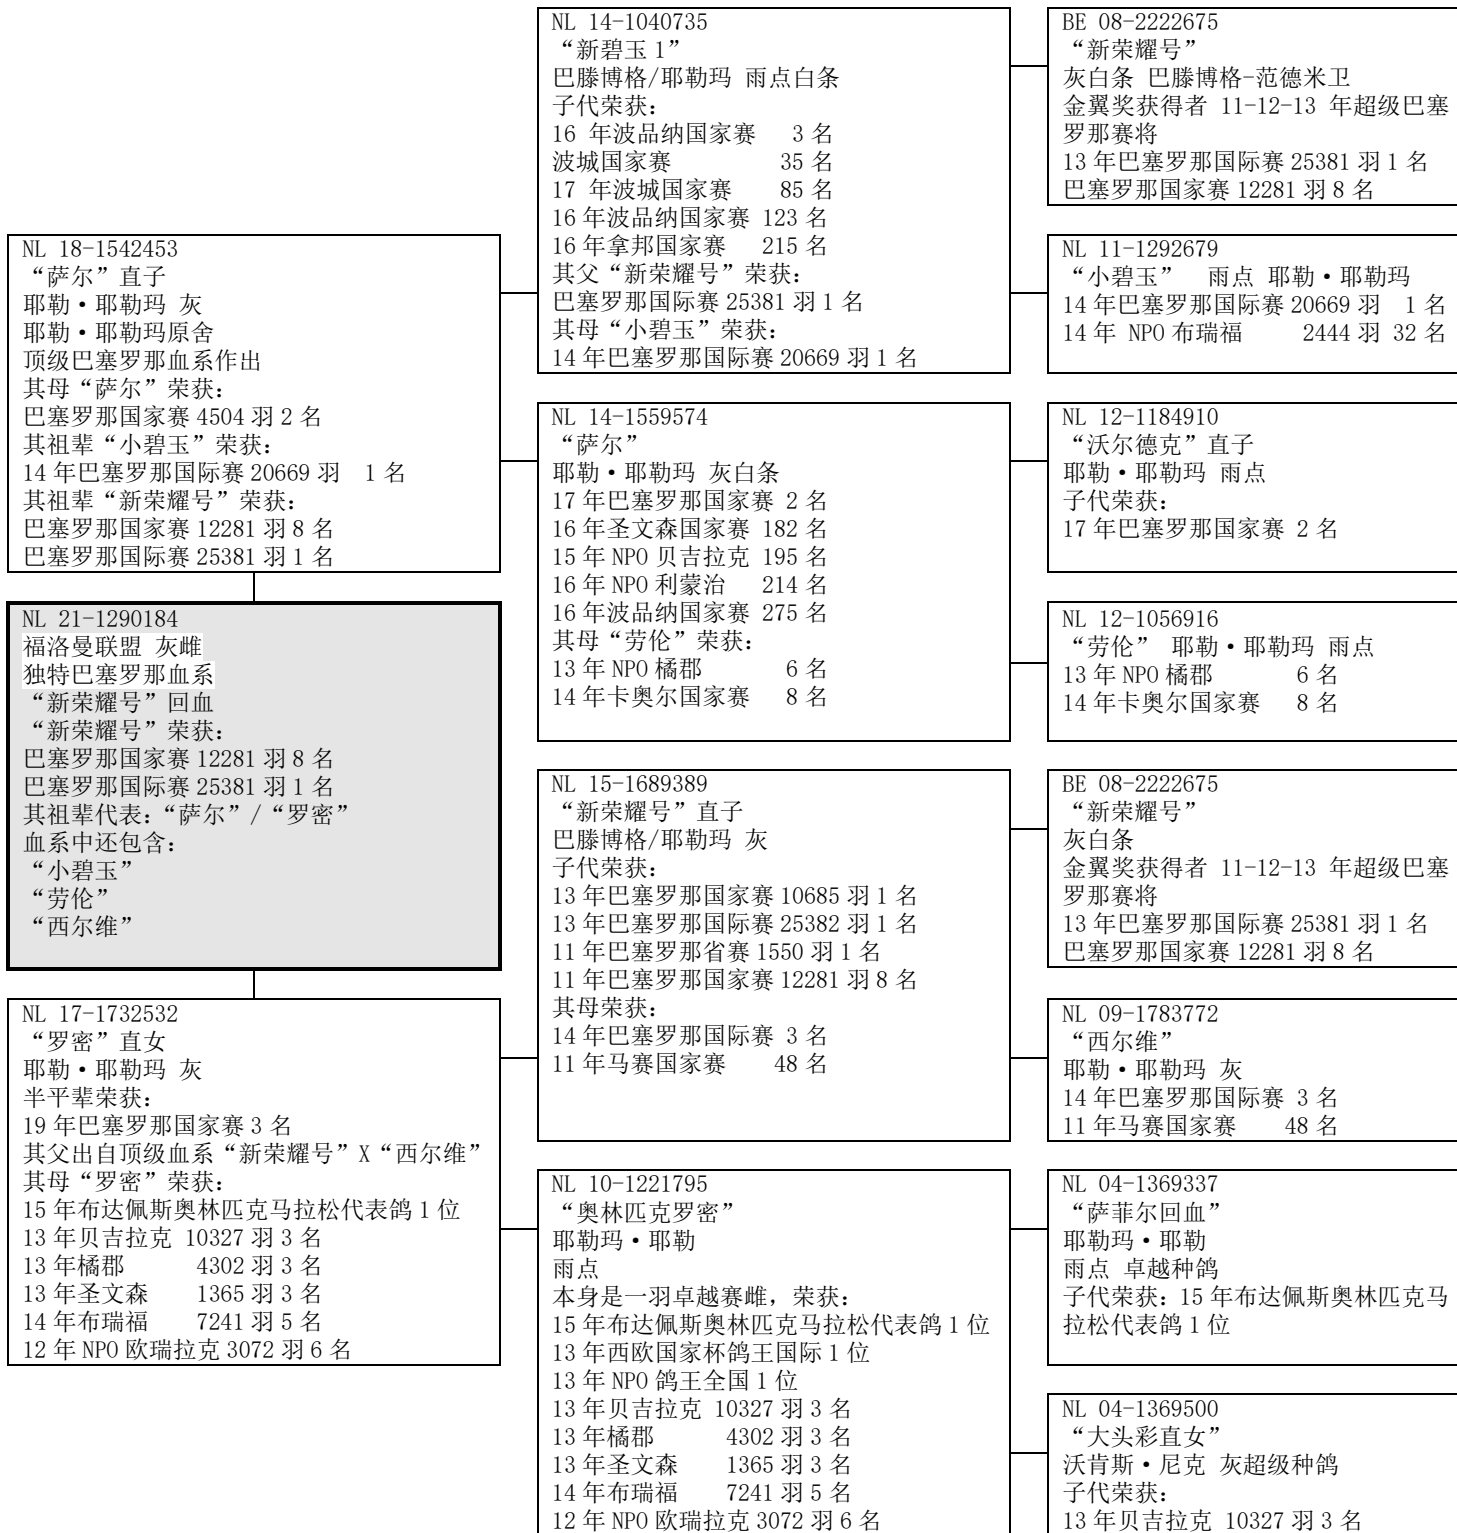 NL 18-1542453
“萨尔”直子
耶勒•耶勒玛 灰
耶勒•耶勒玛原舍
顶级巴塞罗那血系作出
其母“萨尔”荣获：
巴塞罗那国家赛 4504 羽 2 名
其祖辈“小碧玉”荣获：
14 年巴塞罗那国际赛 20669 羽 1 名
其祖辈“新荣耀号”荣获：
巴塞罗那国家赛 12281 羽 8 名
巴塞罗那国际赛 25381 羽 1 名
NL 21-1290184
福洛曼联盟 灰雌
独特巴塞罗那血系
“新荣耀号”回血
“新荣耀号”荣获：
巴塞罗那国家赛 12281 羽 8 名
巴塞罗那国际赛 25381 羽 1 名
其祖辈代表：“萨尔”/“罗密”
血系中还包含：
“小碧玉”
“劳伦”
“西尔维”
NL 17-1732532
“罗密”直女
耶勒•耶勒玛 灰
半平辈荣获：
19 年巴塞罗那国家赛 3 名
其父出自顶级血系“新荣耀号”X“西尔维”
其母“罗密”荣获：
15 年布达佩斯奥林匹克马拉松代表鸽 1 位
13 年贝吉拉克 10327 羽 3 名
13 年橘郡 4302 羽 3 名
13 年圣文森 1365 羽 3 名
14 年布瑞福 7241 羽 5 名
12 年 NPO 欧瑞拉克 3072 羽 6 名
NL 14-1040735
“新碧玉 1”
巴滕博格/耶勒玛 雨点白条
子代荣获：
16 年波品纳国家赛 3 名
波城国家赛 35 名
17 年波城国家赛 85 名
16 年波品纳国家赛 123 名
16 年拿邦国家赛 215 名
其父“新荣耀号”荣获：
巴塞罗那国际赛 25381 羽 1 名
其母“小碧玉”荣获：
14 年巴塞罗那国际赛 20669 羽 1 名
NL 14-1559574
“萨尔”
耶勒•耶勒玛 灰白条
17 年巴塞罗那国家赛 2 名
16 年圣文森国家赛 182 名
15 年 NPO 贝吉拉克 195 名
16 年 NPO 利蒙治 214 名
16 年波品纳国家赛 275 名
其母“劳伦”荣获：
13 年 NPO 橘郡 6 名
14 年卡奥尔国家赛 8 名
NL 15-1689389
“新荣耀号”直子
巴滕博格/耶勒玛 灰
子代荣获：
13 年巴塞罗那国家赛 10685 羽 1 名
13 年巴塞罗那国际赛 25382 羽 1 名
11 年巴塞罗那省赛 1550 羽 1 名
11 年巴塞罗那国家赛 12281 羽 8 名
其母荣获：
14 年巴塞罗那国际赛 3 名
11 年马赛国家赛 48 名
NL 10-1221795
“奥林匹克罗密”
耶勒玛•耶勒
雨点
本身是一羽卓越赛雌，荣获：
15 年布达佩斯奥林匹克马拉松代表鸽 1 位
13 年西欧国家杯鸽王国际 1 位
13 年 NPO 鸽王全国 1 位
13 年贝吉拉克 10327 羽 3 名
13 年橘郡 4302 羽 3 名
13 年圣文森 1365 羽 3 名
14 年布瑞福 7241 羽 5 名
12 年 NPO 欧瑞拉克 3072 羽 6 名
BE 08-2222675
“新荣耀号”
灰白条 巴滕博格-范德米卫
金翼奖获得者 11-12-13 年超级巴塞
罗那赛将
13 年巴塞罗那国际赛 25381 羽 1 名
巴塞罗那国家赛 12281 羽 8 名
NL 11-1292679
“小碧玉” 雨点 耶勒•耶勒玛
14 年巴塞罗那国际赛 20669 羽 1 名
14 年 NPO 布瑞福 2444 羽 32 名
NL 12-1184910
“沃尔德克”直子
耶勒•耶勒玛 雨点
子代荣获：
17 年巴塞罗那国家赛 2 名
NL 12-1056916
“劳伦” 耶勒•耶勒玛 雨点
13 年 NPO 橘郡 6 名
14 年卡奥尔国家赛 8 名
BE 08-2222675
“新荣耀号”
灰白条
金翼奖获得者 11-12-13 年超级巴塞
罗那赛将
13 年巴塞罗那国际赛 25381 羽 1 名
巴塞罗那国家赛 12281 羽 8 名
NL 09-1783772
“西尔维”
耶勒•耶勒玛 灰
14 年巴塞罗那国际赛 3 名
11 年马赛国家赛 48 名
NL 04-1369337
“萨菲尔回血”
耶勒玛•耶勒
雨点 卓越种鸽
子代荣获：15 年布达佩斯奥林匹克马
拉松代表鸽 1 位
NL 04-1369500
“大头彩直女”
沃肯斯•尼克 灰超级种鸽
子代荣获：
13 年贝吉拉克 10327 羽 3 名